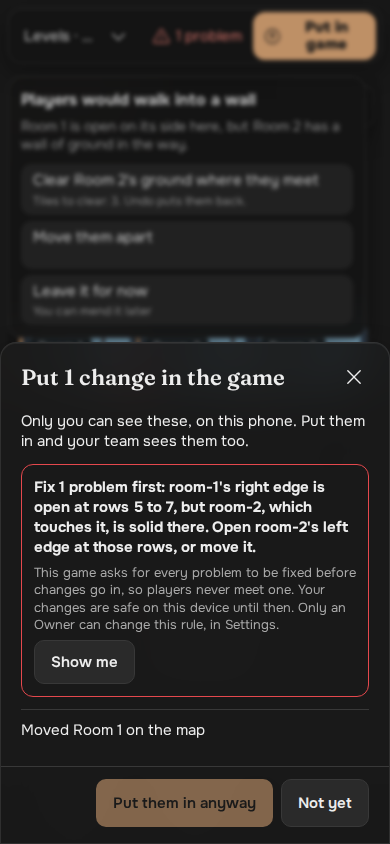 Levels · ...
1 problem
Put in
game
Players would walk into a wall
Room 1 is open on its side here, but Room 2 has a
wall of ground in the way.
Clear Room 2's ground where they meet
Tiles to clear: 3. Undo puts them back.
Move them apart
Leave it for now
You can mend it later
Put 1 change in the game
Only you can see these, on this phone. Put them
in and your team sees them too.
Fix 1 problem first: room-1's right edge is
open at rows 5 to 7, but room-2, which
touches it, is solid there. Open room-2's left
edge at those rows, or move it.
This game asks for every problem to be fixed before
changes go in, so players never meet one. Your
changes are safe on this device until then. Only an
Owner can change this rule, in Settings.
Show me
Moved Room 1 on the map
Put them in anyway
Not yet